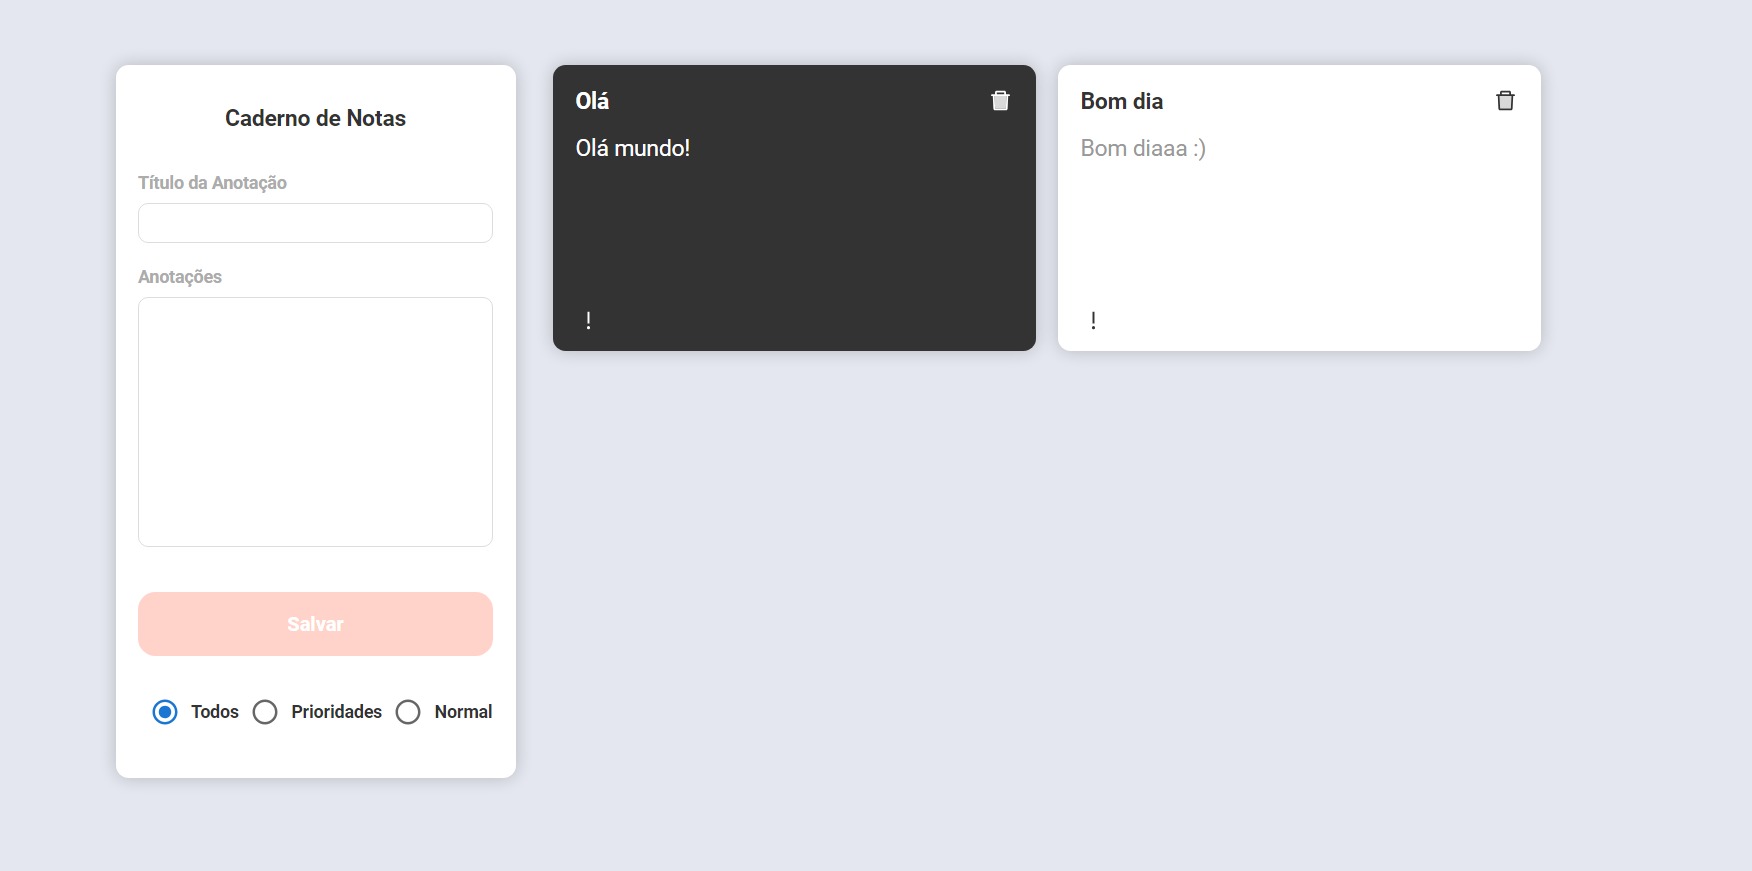 Caderno de Notas
Título da Anotação
Anotações
Salvar
Todos Prioridades Normal
Olá
Olá mundo!
!
Bom dia
Bom diaaa :)
!